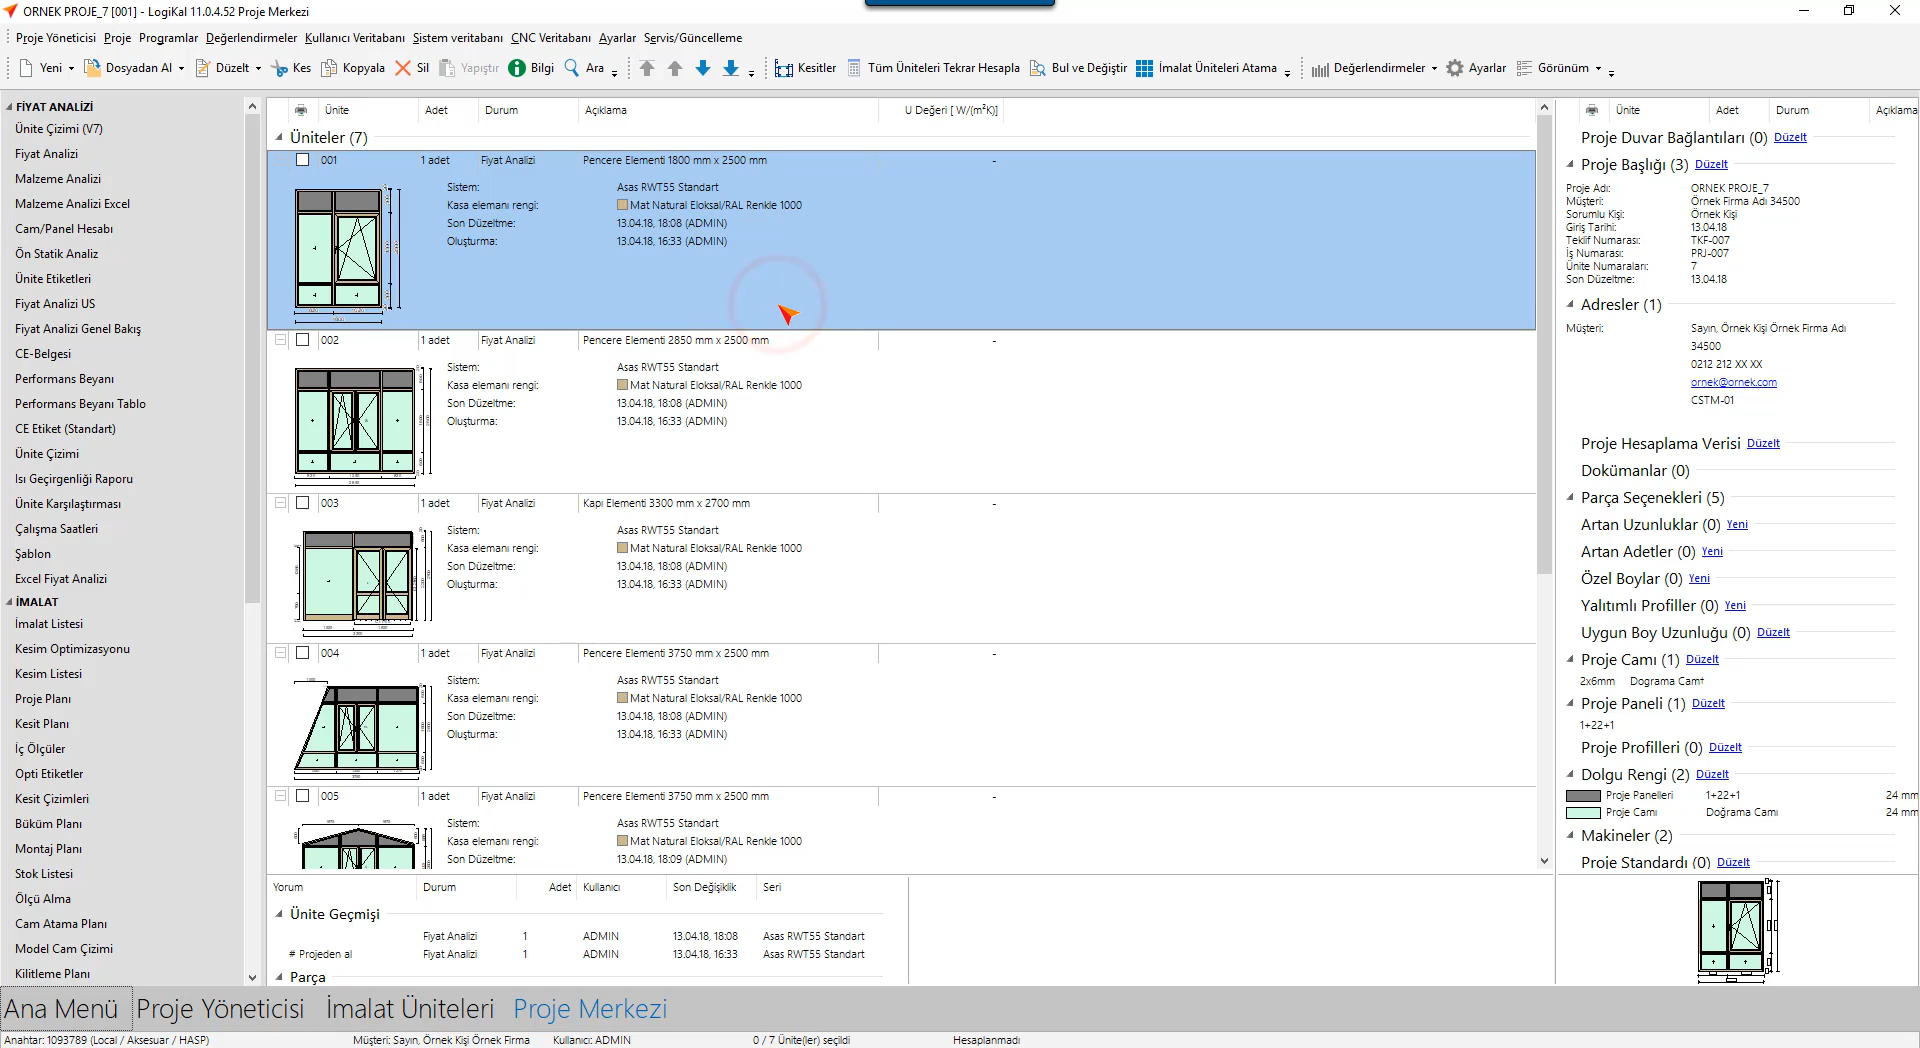 ORNEK PROJE_7 [001] - LogiKal 11.0.4.52 Proje Merkezi
Proje Yöneticisi Proje Programlar Değerlendirmeler Kullanıcı Veritabanı Sistem veritabanı CNC Veritabanı Ayarlar Servis/Güncelleme
Yeni Dosyadan Al Düzelt Kes Kopyala Sil Yapıştır Bilgi Ara Kesitler Tüm Üniteleri Tekrar Hesapla Bul ve Değiştir İmalat Üniteleri Atama Değerlendirmeler Ayarlar Görünüm
FİYAT ANALİZİ
Ünite Çizimi (V7)
Fiyat Analizi
Malzeme Analizi
Malzeme Analizi Excel
Cam/Panel Hesabı
Ön Statik Analiz
Ünite Etiketleri
Fiyat Analizi US
Fiyat Analizi Genel Bakış
CE-Belgesi
Performans Beyanı
Performans Beyanı Tablo
CE Etiket (Standart)
Ünite Çizimi
Isı Geçirgenliği Raporu
Ünite Karşılaştırması
Çalışma Saatleri
Şablon
Excel Fiyat Analizi
İMALAT
İmalat Listesi
Kesim Optimizasyonu
Kesim Listesi
Proje Planı
Kesit Planı
İç Ölçüler
Opti Etiketler
Kesit Çizimleri
Büküm Planı
Montaj Planı
Stok Listesi
Ölçü Alma
Cam Atama Planı
Model Cam Çizimi
Kilitleme Planı
Ünite Adet Durum Açıklama U Değeri [ W/(m²K)]
Üniteler (7)
001 1 adet Fiyat Analizi Pencere Elementi 1800 mm x 2500 mm -
Sistem: Asas RWT55 Standart
Kasa elemanı rengi: Mat Natural Eloksal/RAL Renkle 1000
Son Düzeltme: 13.04.18, 18:08 (ADMIN)
Oluşturma: 13.04.18, 16:33 (ADMIN)
002 1 adet Fiyat Analizi Pencere Elementi 2850 mm x 2500 mm -
Sistem: Asas RWT55 Standart
Kasa elemanı rengi: Mat Natural Eloksal/RAL Renkle 1000
Son Düzeltme: 13.04.18, 18:08 (ADMIN)
Oluşturma: 13.04.18, 16:33 (ADMIN)
003 1 adet Fiyat Analizi Kapı Elementi 3300 mm x 2700 mm -
Sistem: Asas RWT55 Standart
Kasa elemanı rengi: Mat Natural Eloksal/RAL Renkle 1000
Son Düzeltme: 13.04.18, 18:08 (ADMIN)
Oluşturma: 13.04.18, 16:33 (ADMIN)
004 1 adet Fiyat Analizi Pencere Elementi 3750 mm x 2500 mm -
Sistem: Asas RWT55 Standart
Kasa elemanı rengi: Mat Natural Eloksal/RAL Renkle 1000
Son Düzeltme: 13.04.18, 18:08 (ADMIN)
Oluşturma: 13.04.18, 16:33 (ADMIN)
005 1 adet Fiyat Analizi Pencere Elementi 3750 mm x 2500 mm -
Sistem: Asas RWT55 Standart
Kasa elemanı rengi: Mat Natural Eloksal/RAL Renkle 1000
Son Düzeltme: 13.04.18, 18:09 (ADMIN)
Yorum Durum Adet Kullanıcı Son Değişiklik Seri
Ünite Geçmişi
Fiyat Analizi 1 ADMIN 13.04.18, 18:08 Asas RWT55 Standart
# Projeden al Fiyat Analizi 1 ADMIN 13.04.18, 16:33 Asas RWT55 Standart
Parça
Ünite Adet Durum Açıklama
Proje Duvar Bağlantıları (0) Düzelt
Proje Başlığı (3) Düzelt
Proje Adı: ORNEK PROJE_7
Müşteri: Örnek Firma Adı 34500
Sorumlu Kişi: Örnek Kişi
Giriş Tarihi: 13.04.18
Teklif Numarası: TKF-007
İş Numarası: PRJ-007
Ünite Numaraları: 7
Son Düzeltme: 13.04.18
Adresler (1)
Müşteri: Sayın, Örnek Kişi Örnek Firma Adı
34500
0212 212 XX XX
ornek@ornek.com
CSTM-01
Proje Hesaplama Verisi Düzelt
Dokümanlar (0)
Parça Seçenekleri (5)
Artan Uzunluklar (0) Yeni
Artan Adetler (0) Yeni
Özel Boylar (0) Yeni
Yalıtımlı Profiller (0) Yeni
Uygun Boy Uzunluğu (0) Düzelt
Proje Camı (1) Düzelt
2x6mm Dograma Camı
Proje Paneli (1) Düzelt
1+22+1
Proje Profilleri (0) Düzelt
Dolgu Rengi (2) Düzelt
Proje Panelleri 1+22+1 24 mm
Proje Camı Doğrama Camı 24 mm
Makineler (2)
Proje Standardı (0) Düzelt
Ana Menü Proje Yöneticisi İmalat Üniteleri Proje Merkezi
Anahtar: 1093789 (Local / Aksesuar / HASP) Müşteri: Sayın, Örnek Kişi Örnek Firma Kullanıcı: ADMIN 0 / 7 Ünite(ler) seçildi Hesaplanmadı